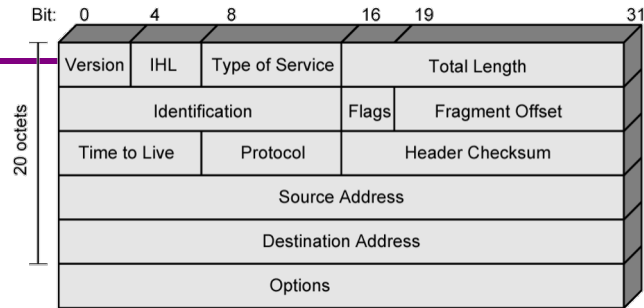 Bit: 0 4 8 16 19 31
Version IHL Type of Service Total Length
Identification Flags Fragment Offset
Time to Live Protocol Header Checksum
Source Address
Destination Address
Options
20 octets